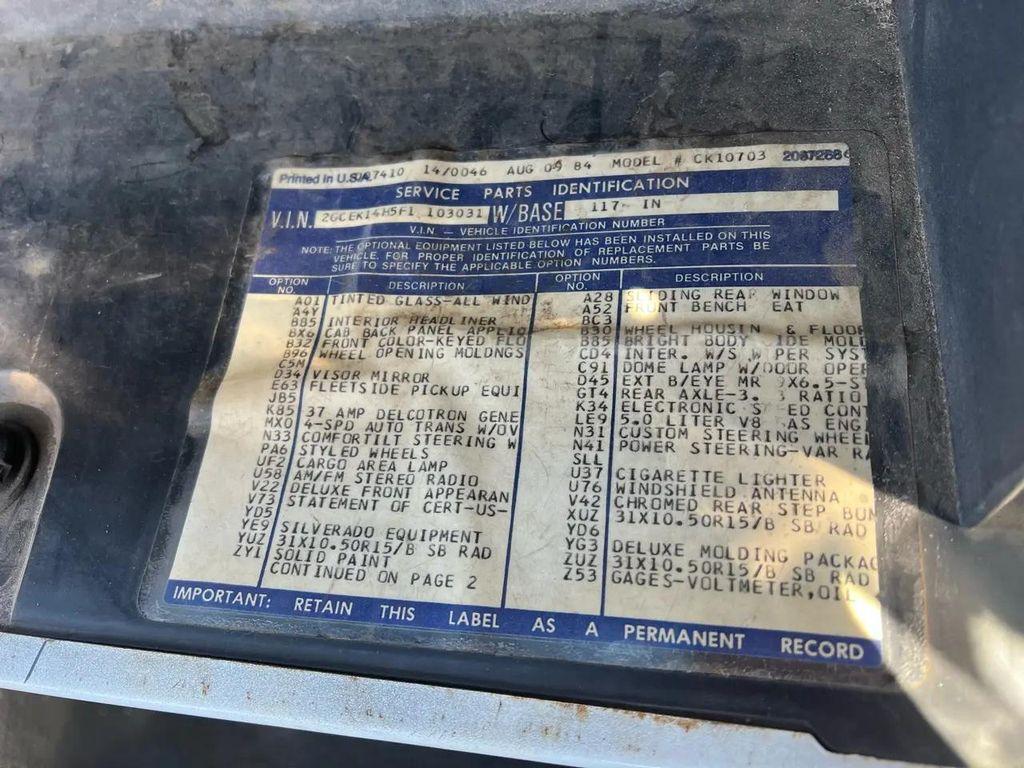 Printed in U.S.A. 7410 14/0046 AUG 09 84 MODEL # CK10703
SERVICE PARTS IDENTIFICATION
V.I.N. 2GCEK14H5F1 103031 W/BASE 117- IN
V.I.N. – VEHICLE IDENTIFICATION NUMBER
NOTE: THE OPTIONAL EQUIPMENT LISTED BELOW HAS BEEN INSTALLED ON THIS
VEHICLE. FOR PROPER IDENTIFICATION OF REPLACEMENT PARTS BE
SURE TO SPECIFY THE APPLICABLE OPTION NUMBERS.
OPTION NO. DESCRIPTION
A01 TINTED GLASS-ALL WIND
A4Y
B85 INTERIOR HEADLINER
BX6 CAB BACK PANEL APPLIC
B32 FRONT COLOR-KEYED FLO
B96 WHEEL OPENING MOLDNGS
C5M
D34 VISOR MIRROR
E63 FLEETSIDE PICKUP EQUI
JB5
K85 37 AMP DELCOTRON GENE
MX0 4-SPD AUTO TRANS W/OV
N33 COMFORTILT STEERING W
PA6 STYLED WHEELS
UF2 CARGO AREA LAMP
U58 AM/FM STEREO RADIO
V22 DELUXE FRONT APPEARAN
V73 STATEMENT OF CERT-US-
YD5
YE9 SILVERADO EQUIPMENT
YUZ 31X10.50R15/B SB RAD
ZY1 SOLID PAINT
CONTINUED ON PAGE 2
OPTION NO. DESCRIPTION
A28 SLIDING REAR WINDOW
A52 FRONT BENCH EAT
BC3
B30 WHEEL HOUSIN & FLOOR
B85 BRIGHT BODY IDE MOLD
CD4 INTER. W/S W PER SYST
C91 DOME LAMP W/DOOR OPER
D45 EXT B/EYE MR 9X6.5-ST
GT4 REAR AXLE-3. 3 RATIO
K34 ELECTRONIC S ED CONT
LE9 5.0 LITER V8 AS ENG
N31 CUSTOM STEERING WHEEL
N41 POWER STEERING-VAR RA
SLL
U37 CIGARETTE LIGHTER
U76 WINDSHIELD ANTENNA
V42 CHROMED REAR STEP BUM
XUZ 31X10.50R15/B SB RAD
YD6
YG3 DELUXE MOLDING PACKAG
ZUZ 31X10.50R15/B SB RAD
Z53 GAGES-VOLTMETER,OIL
IMPORTANT: RETAIN THIS LABEL AS A PERMANENT RECORD